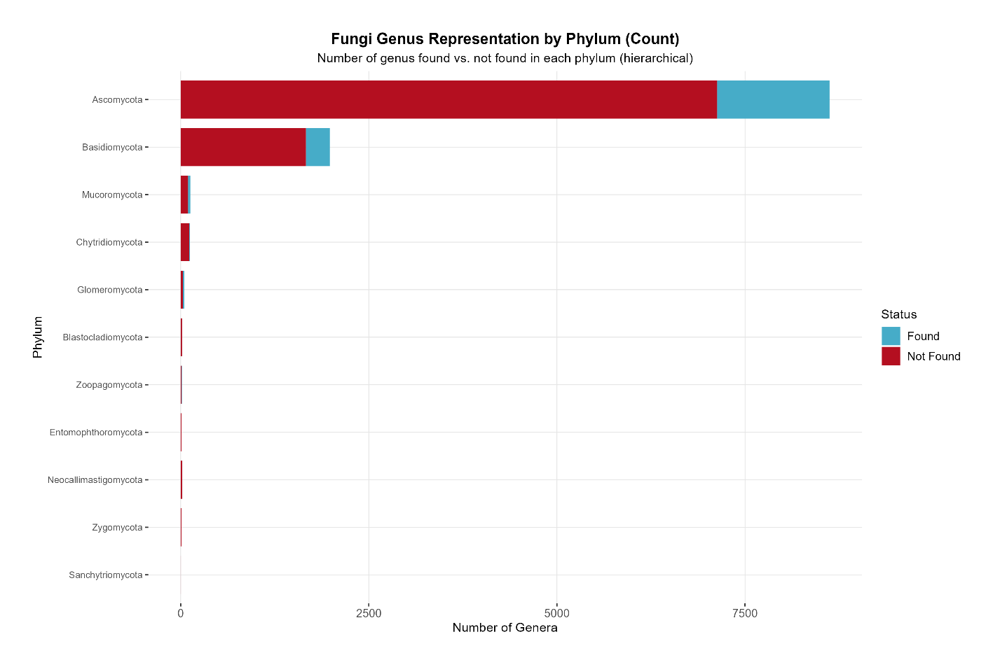 Fungi Genus Representation by Phylum (Count)
Number of genus found vs. not found in each phylum (hierarchical)
Ascomycota
Basidiomycota
Mucoromycota
Chytridiomycota
Glomeromycota
Blastocladiomycota
Zoopagomycota
Entomophthoromycota
Neocallimastigomycota
Zygomycota
Sanchytriomycota
Phylum
0 2500 5000 7500
Number of Genera
Status
Found
Not Found